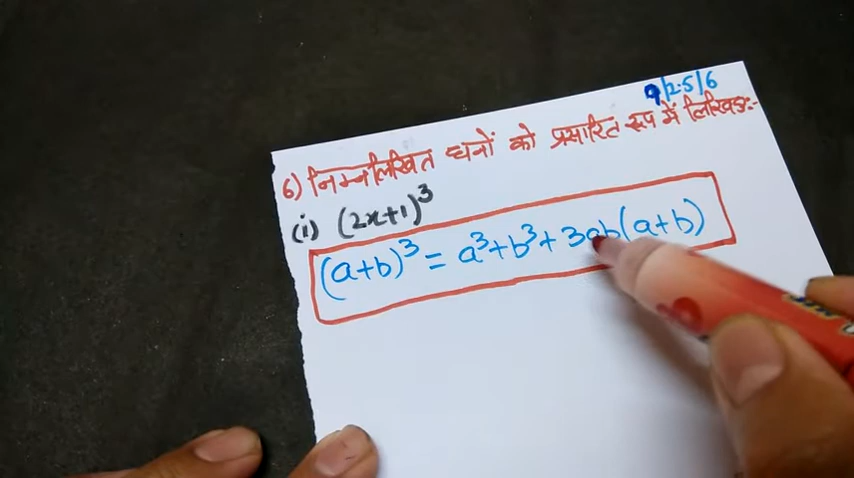 9/2.5/6
6) निम्नलिखित घनों को प्रसारित रूप में लिखिए:-
(i) (2x+1)³
(a+b)³ = a³+b³+3ab(a+b)